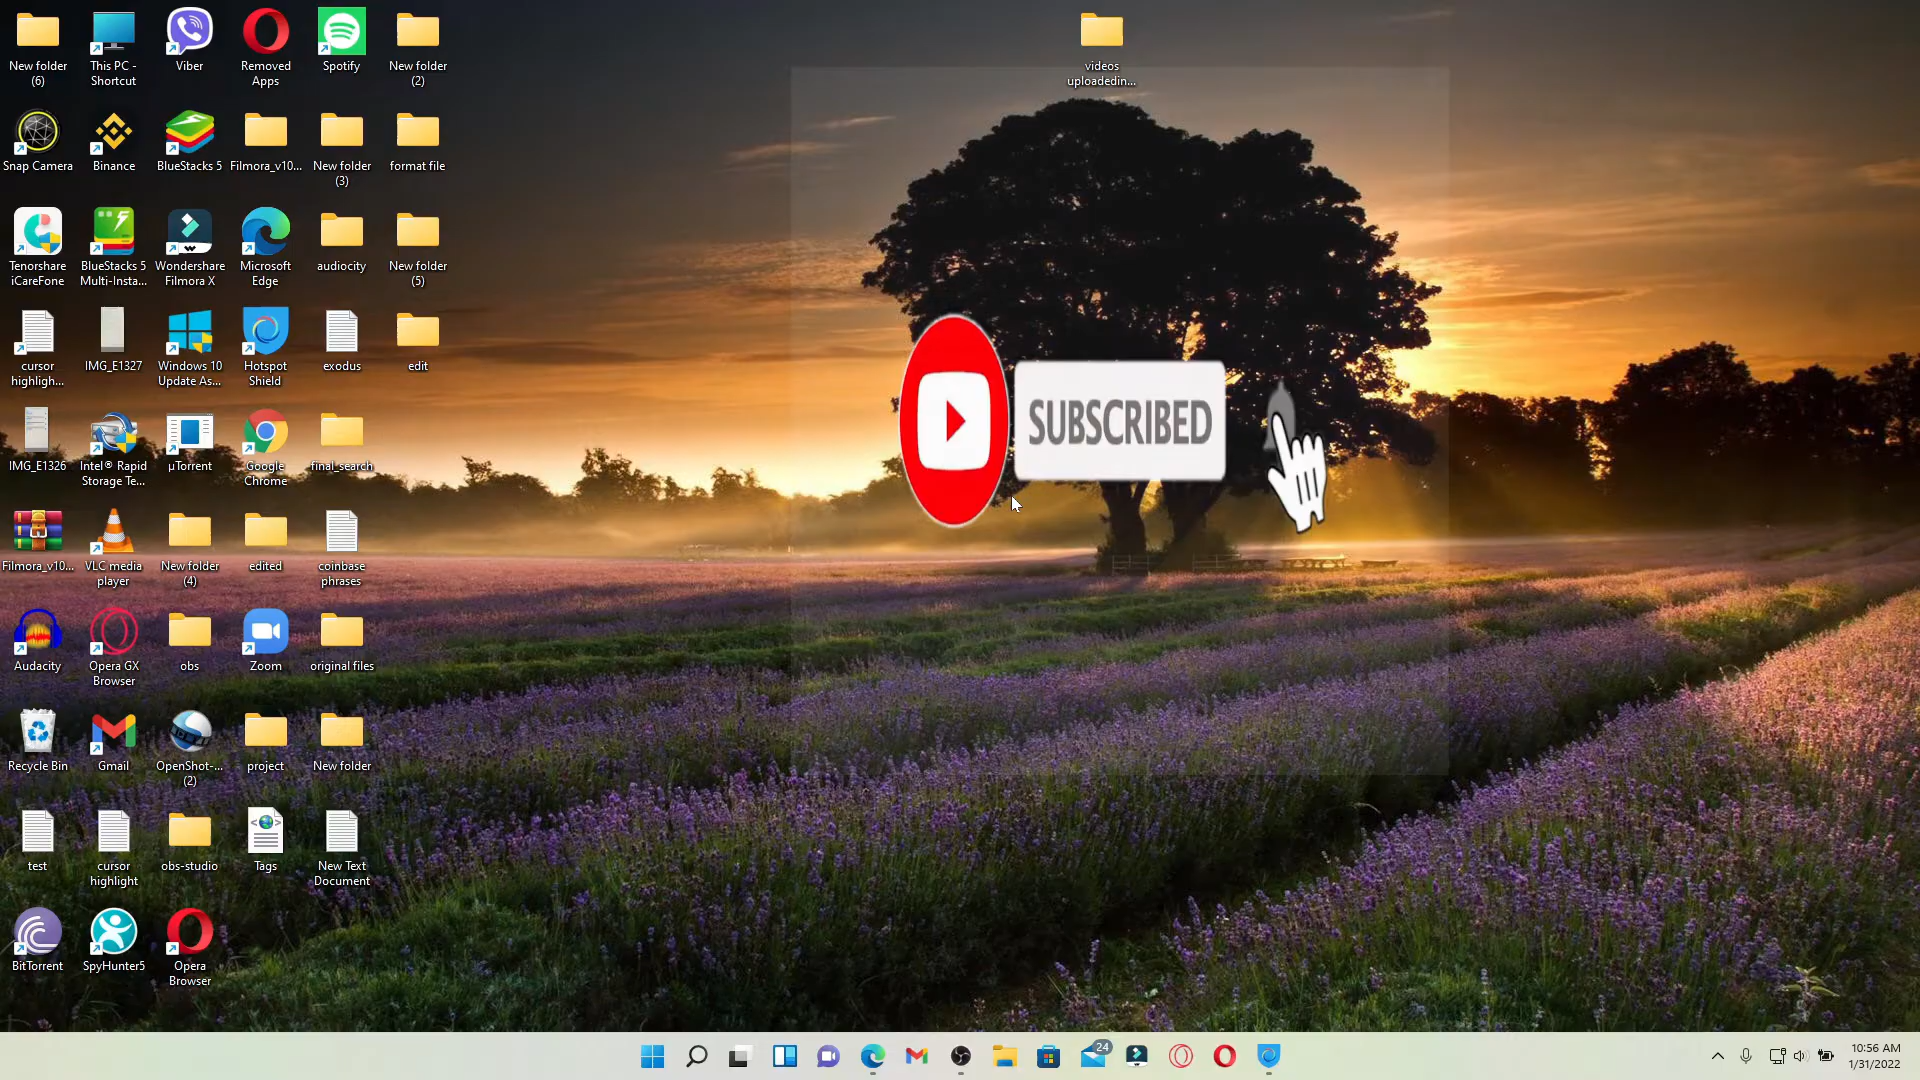 New folder
(6)
This PC -
Shortcut
Viber
Removed
Apps
Spotify
New folder
(2)
videos
uploadedin...
Snap Camera
Binance
BlueStacks 5
Filmora_v10...
New folder
(3)
format file
Tenorshare
iCareFone
BlueStacks 5
Multi-Insta...
Wondershare
Filmora X
Microsoft
Edge
audiocity
New folder
(5)
cursor
highligh...
IMG_E1327
Windows 10
Update As...
Hotspot
Shield
exodus
edit
SUBSCRIBED
IMG_E1326
Intel® Rapid
Storage Te...
µTorrent
Google
Chrome
final_search
Filmora_v10...
VLC media
player
New folder
(4)
edited
coinbase
phrases
Audacity
Opera GX
Browser
obs
Zoom
original files
Recycle Bin
Gmail
OpenShot-...
(2)
project
New folder
test
cursor
highlight
obs-studio
Tags
New Text
Document
BitTorrent
SpyHunter5
Opera
Browser
24
10:56 AM
1/31/2022